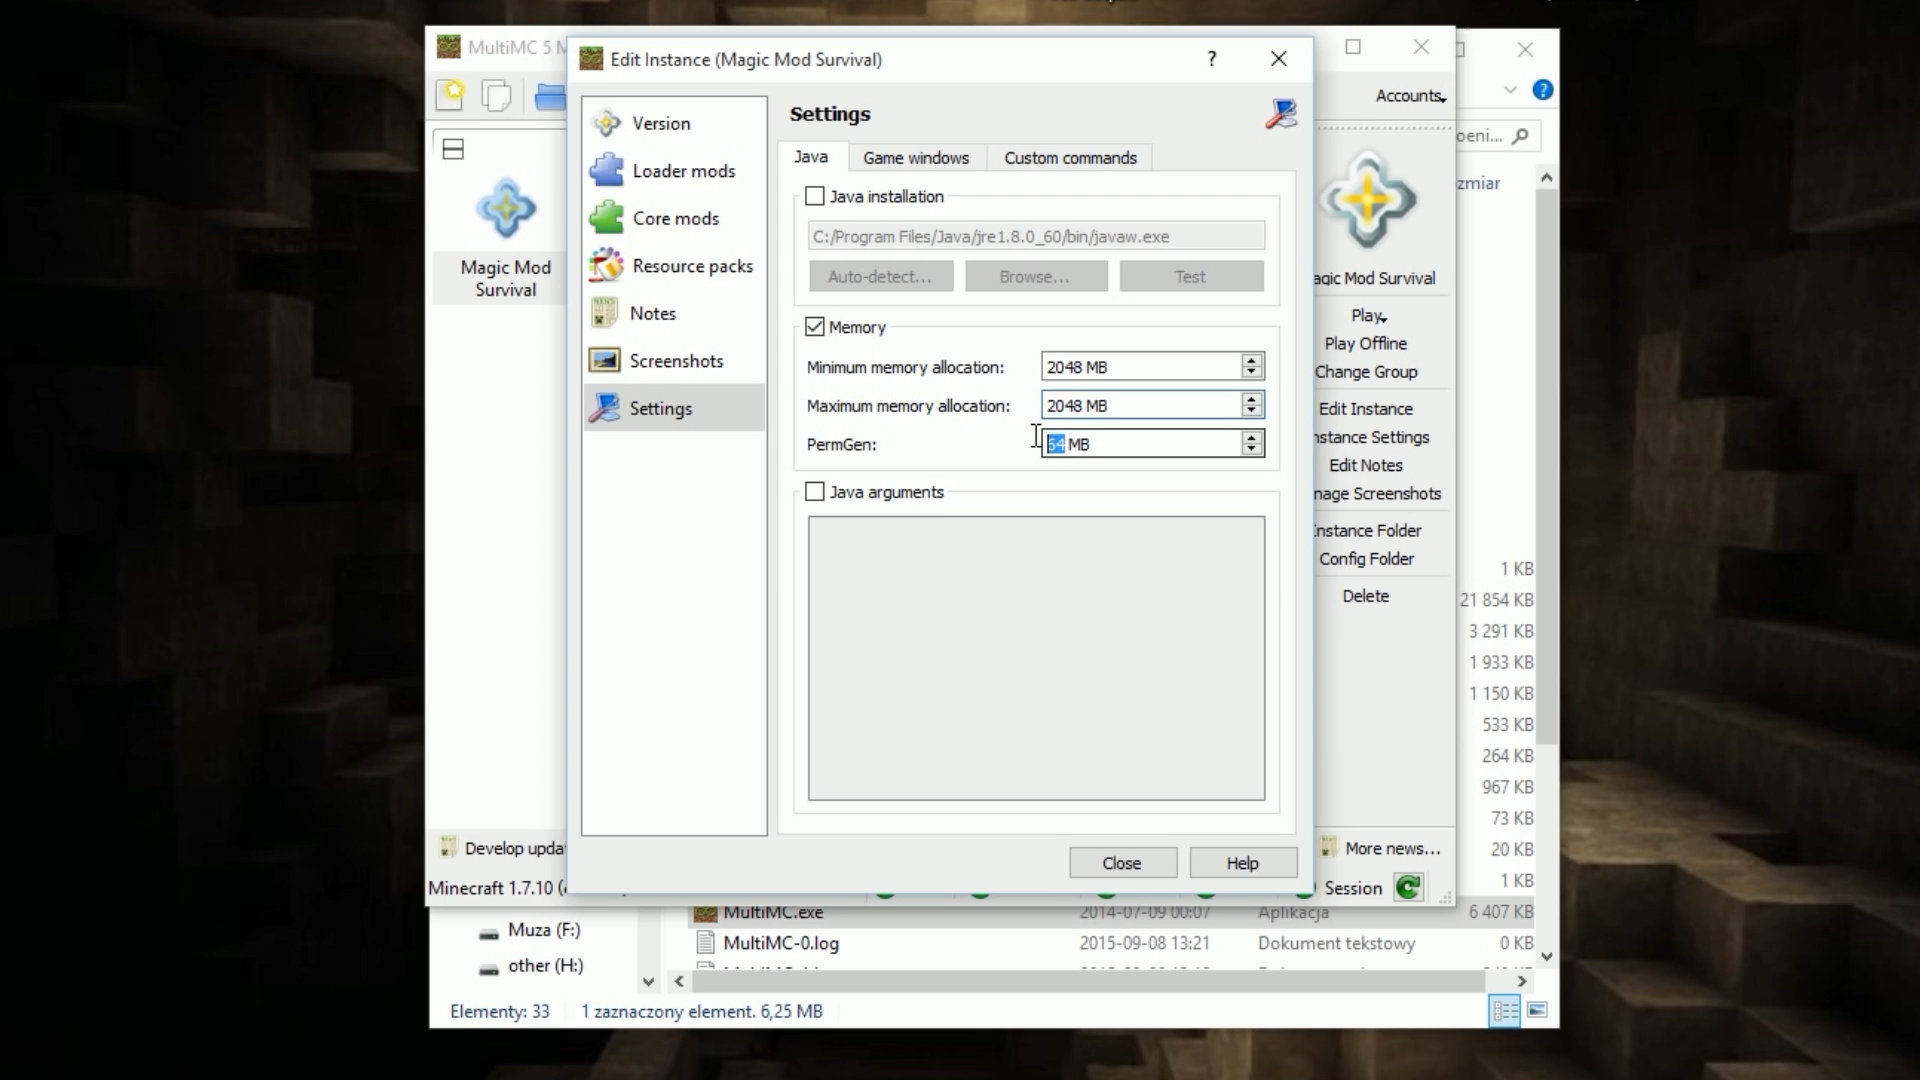 MultiMC 5
Edit Instance (Magic Mod Survival)
?
Accounts
?
Version
Loader mods
Core mods
Resource packs
Notes
Screenshots
Settings
Magic Mod
Survival
Settings
Java
Game windows
Custom commands
Java installation
C:/Program Files/Java/jre1.8.0_60/bin/javaw.exe
Auto-detect...
Browse...
Test
Memory
Minimum memory allocation:
2048 MB
Maximum memory allocation:
2048 MB
PermGen:
64 MB
Java arguments
Close
Help
oeni...
zmiar
agic Mod Survival
Play
Play Offline
Change Group
Edit Instance
nstance Settings
Edit Notes
nage Screenshots
Instance Folder
Config Folder
Delete
1 KB
21 854 KB
3 291 KB
1 933 KB
1 150 KB
533 KB
264 KB
967 KB
73 KB
20 KB
1 KB
6 407 KB
0 KB
Develop upda
More news...
Minecraft 1.7.10
Session
MultiMC.exe
2014-07-09 00:07
Aplikacja
Muza (F:)
MultiMC-0.log
2015-09-08 13:21
Dokument tekstowy
other (H:)
Elementy: 33
1 zaznaczony element. 6,25 MB